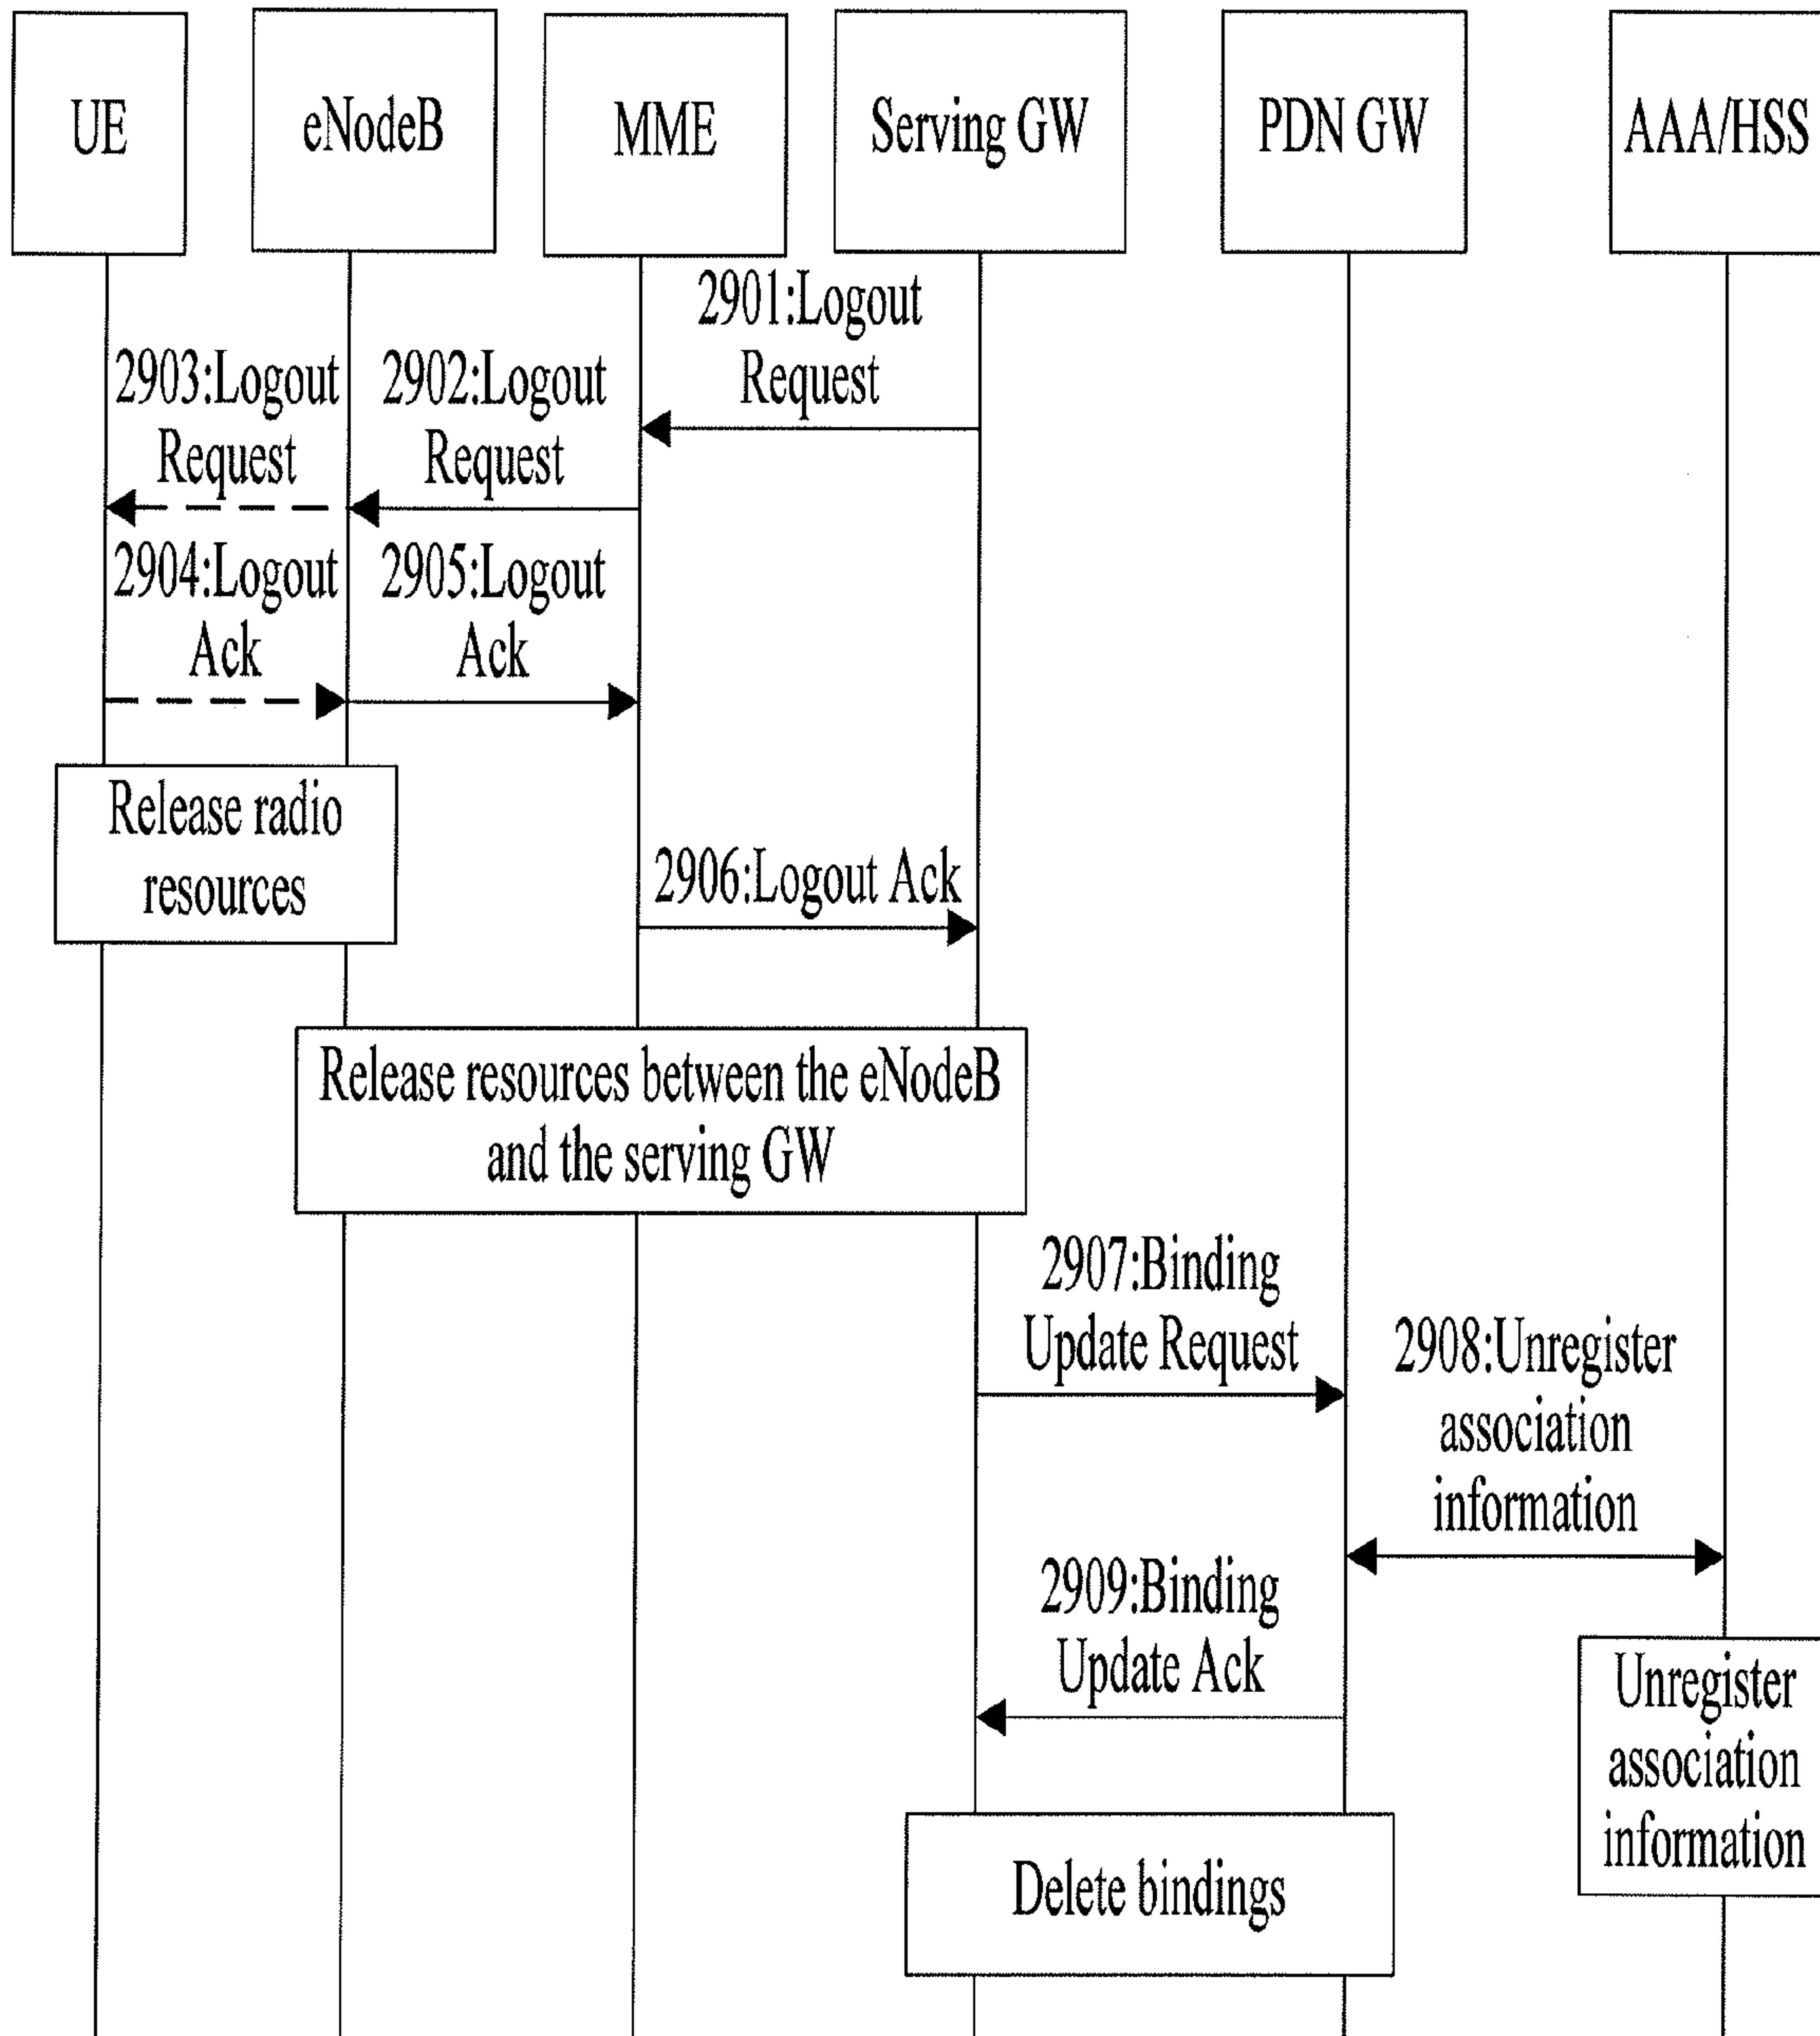 UE
eNodeB
MME
Serving GW
PDN GW
AAA/HSS
2901:Logout
Request
2903:Logout
Request
2902:Logout
Request
2904:Logout
Ack
2905:Logout
Ack
Release radio
resources
2906:Logout Ack
Release resources between the eNodeB
and the serving GW
2907:Binding
Update Request
2908:Unregister
association
information
2909:Binding
Update Ack
Unregister
association
information
Delete bindings